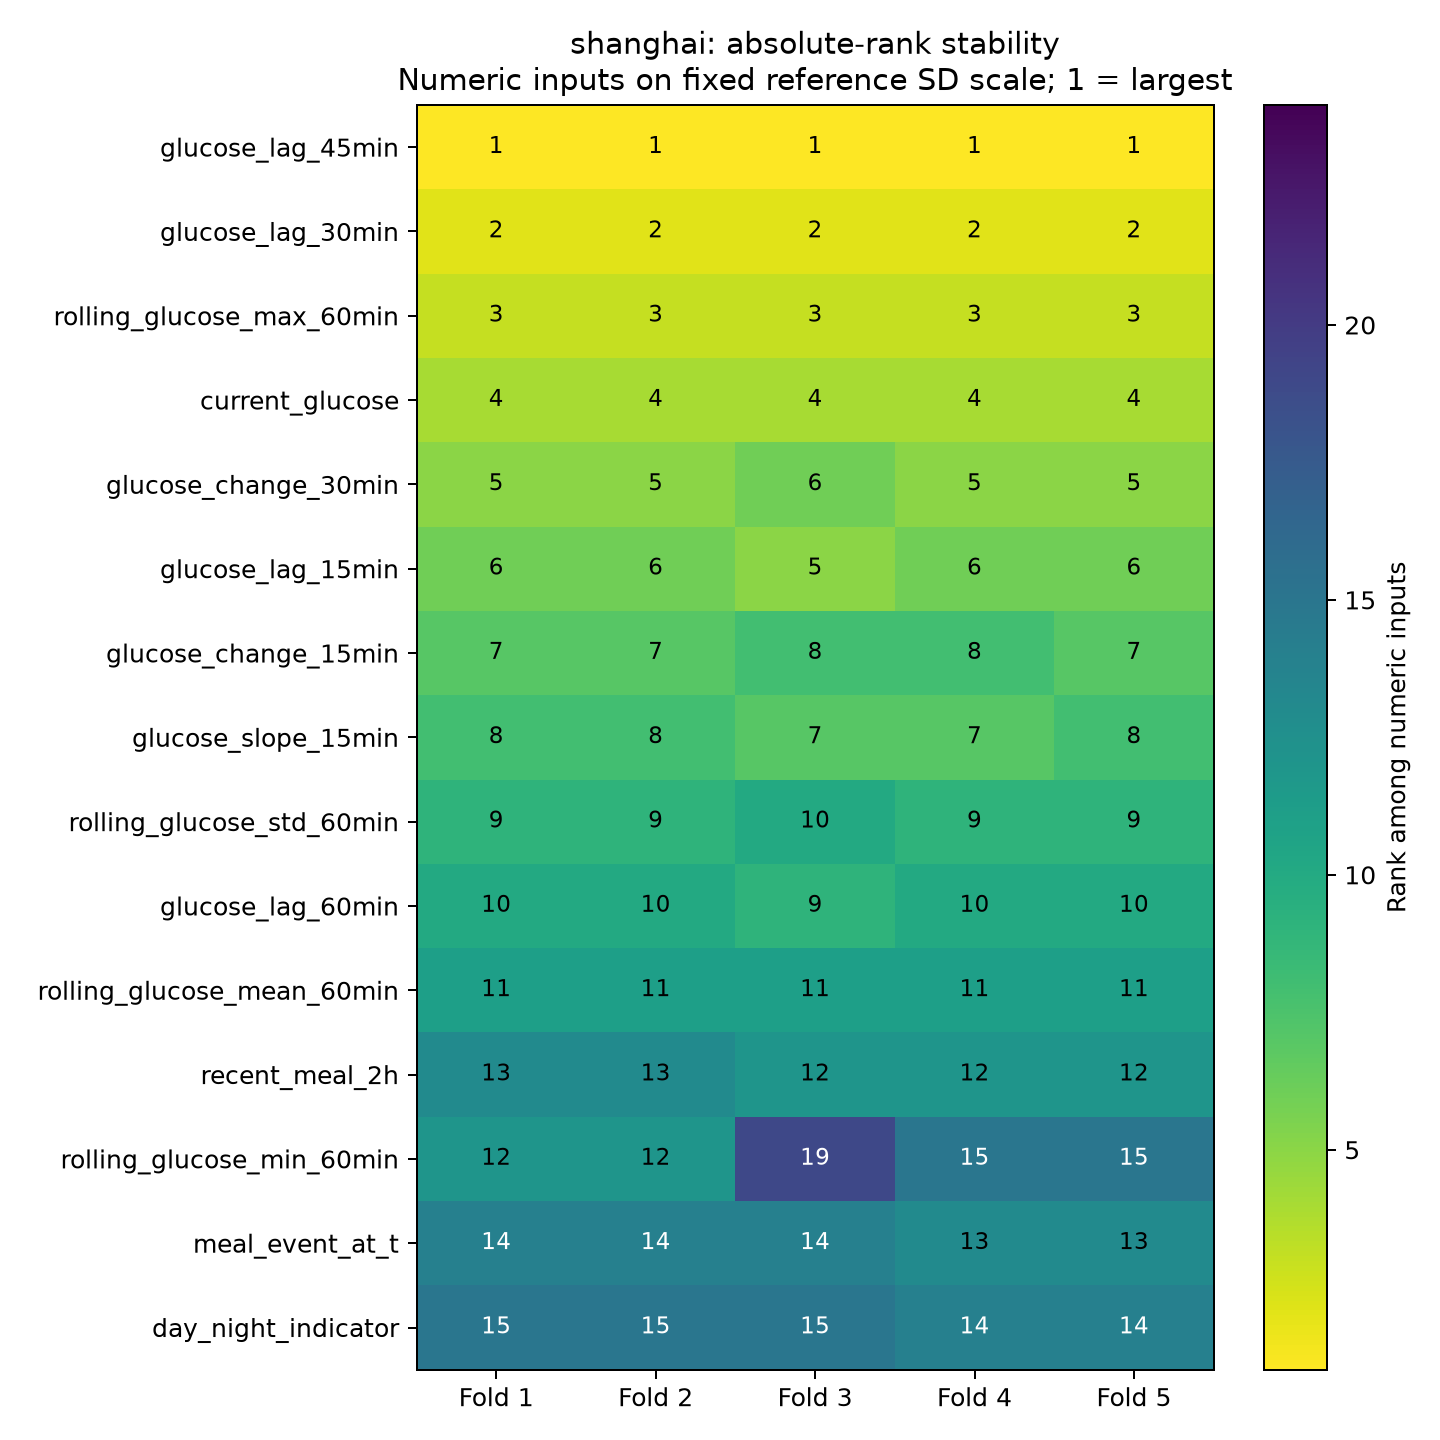 shanghai: absolute-rank stability
Numeric inputs on fixed reference SD scale; 1 = largest
glucose_lag_45min 1 1 1 1 1
glucose_lag_30min 2 2 2 2 2
rolling_glucose_max_60min 3 3 3 3 3
current_glucose 4 4 4 4 4
glucose_change_30min 5 5 6 5 5
glucose_lag_15min 6 6 5 6 6
glucose_change_15min 7 7 8 8 7
glucose_slope_15min 8 8 7 7 8
rolling_glucose_std_60min 9 9 10 9 9
glucose_lag_60min 10 10 9 10 10
rolling_glucose_mean_60min 11 11 11 11 11
recent_meal_2h 13 13 12 12 12
rolling_glucose_min_60min 12 12 19 15 15
meal_event_at_t 14 14 14 13 13
day_night_indicator 15 15 15 14 14
Fold 1 Fold 2 Fold 3 Fold 4 Fold 5
20
15
10
5
Rank among numeric inputs